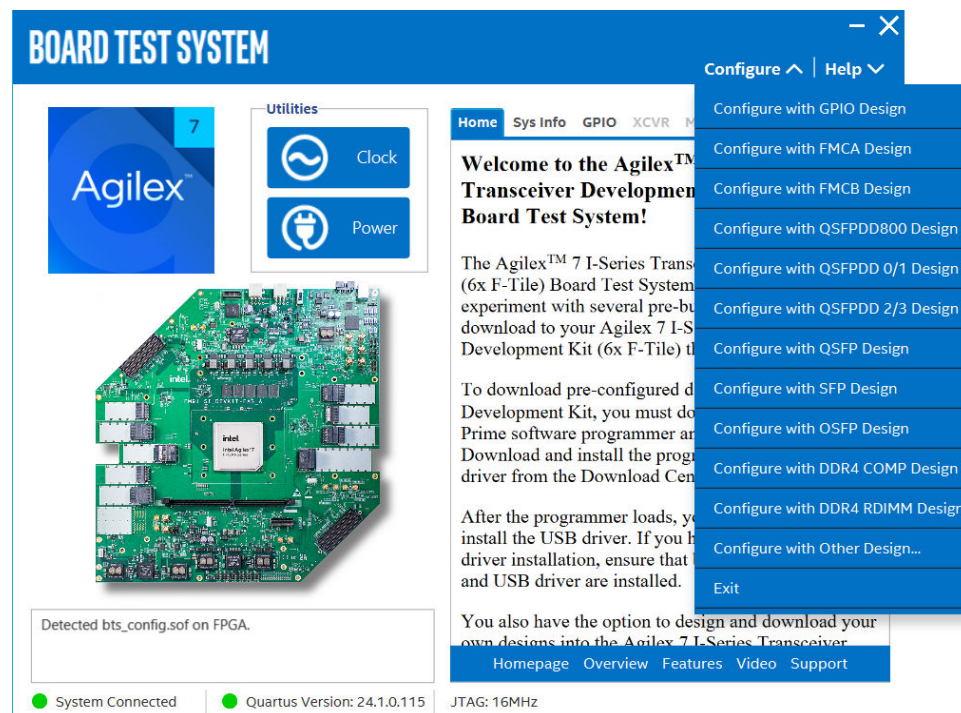 BOARD TEST SYSTEM
Configure
Help
7
Agilex™
Utilities
Clock
Power
Home Sys Info GPIO XCVR M
Welcome to the Agilex™
Transceiver Developmen
Board Test System!
The Agilex™ 7 I-Series Trans
(6x F-Tile) Board Test System
experiment with several pre-bu
download to your Agilex 7 I-S
Development Kit (6x F-Tile) t
To download pre-configured d
Development Kit, you must do
Prime software programmer an
Download and install the prog
driver from the Download Cen
After the programmer loads, y
install the USB driver. If you h
driver installation, ensure that
and USB driver are installed.
You also have the option to design and download your
own designs into the Agilex 7 I-Series Transceiver
Configure with GPIO Design
Configure with FMCA Design
Configure with FMCB Design
Configure with QSFPDD800 Design
Configure with QSFPDD 0/1 Design
Configure with QSFPDD 2/3 Design
Configure with QSFP Design
Configure with SFP Design
Configure with OSFP Design
Configure with DDR4 COMP Design
Configure with DDR4 RDIMM Design
Configure with Other Design...
Exit
intel
intel
Detected bts_config.sof on FPGA.
Homepage Overview Features Video Support
System Connected
Quartus Version: 24.1.0.115
JTAG: 16MHz